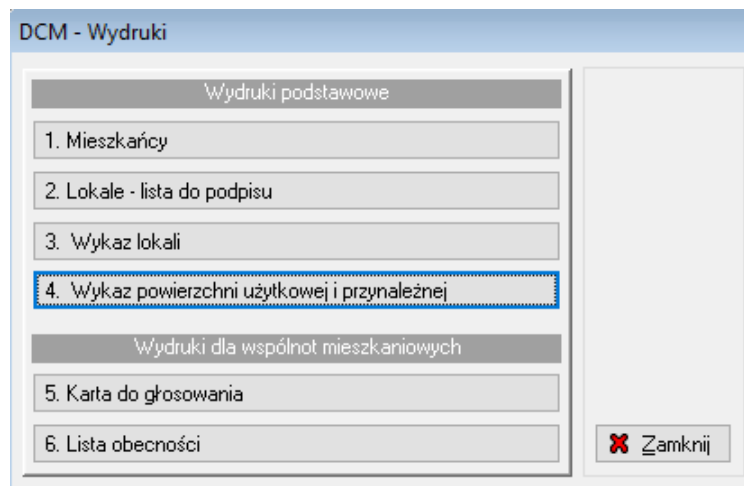 DCM - Wydruki
Wydruki podstawowe
1. Mieszkańcy
2. Lokale - lista do podpisu
3. Wykaz lokali
4. Wykaz powierzchni użytkowej i przynależnej
Wydruki dla wspólnot mieszkaniowych
5. Karta do głosowania
6. Lista obecności
Zamknij